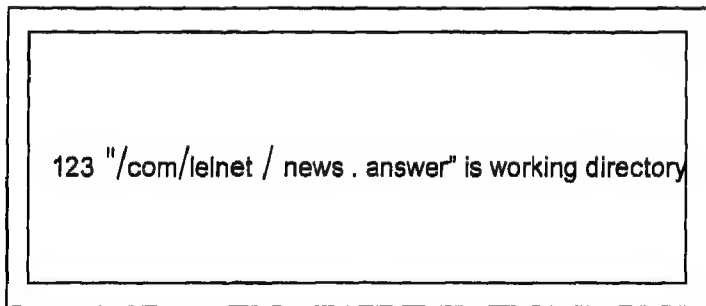 123 "/com/lelnet / news . answer" is working directory